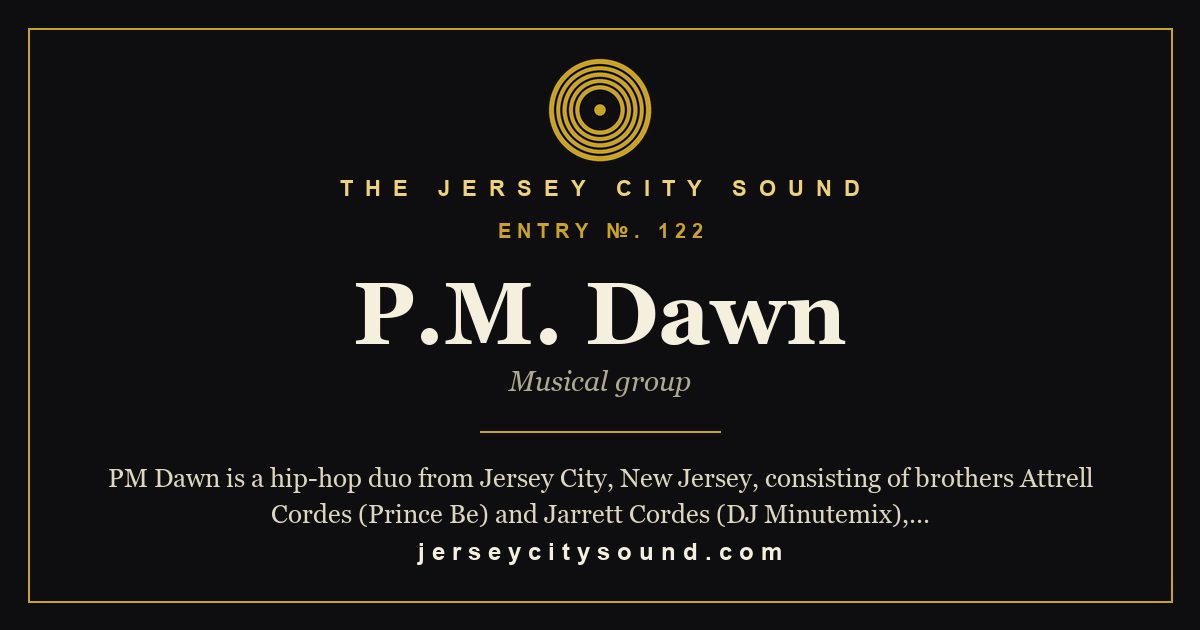 THE JERSEY CITY SOUND
ENTRY №. 122
P.M. Dawn
Musical group
PM Dawn is a hip-hop duo from Jersey City, New Jersey, consisting of brothers Attrell
Cordes (Prince Be) and Jarrett Cordes (DJ Minutemix),...
jerseycitysound.com